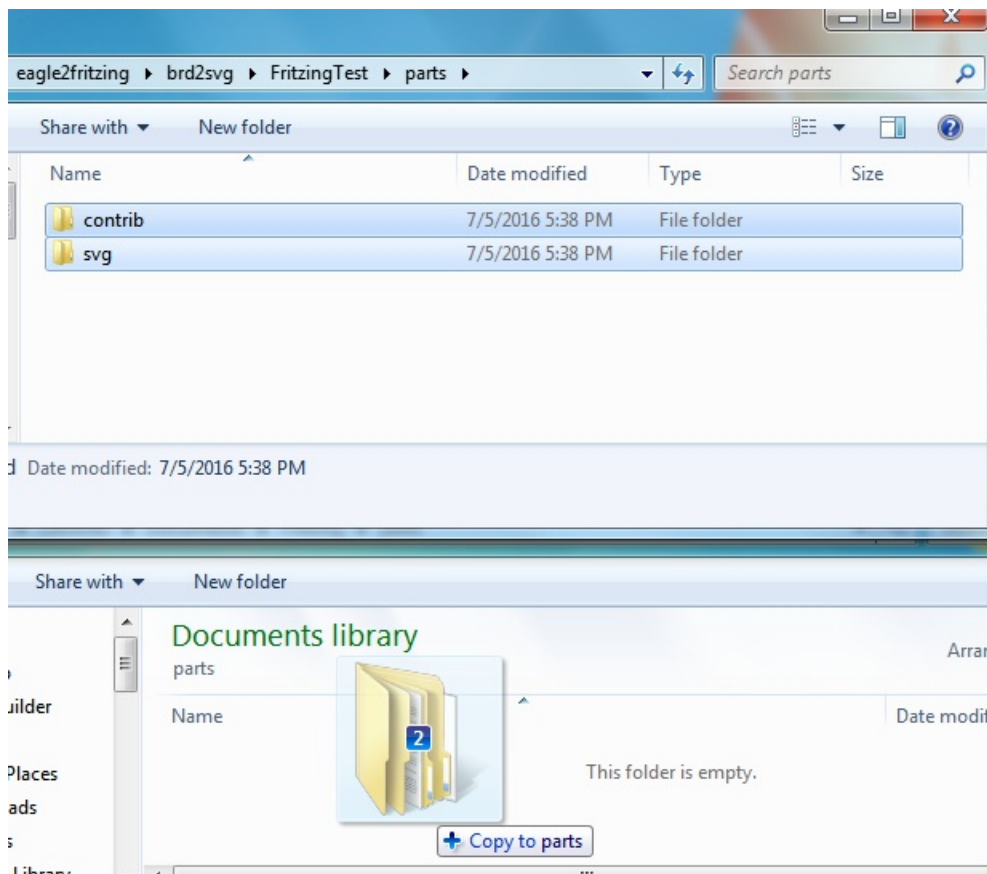 eagle2fritzing ▸ brd2svg ▸ FritzingTest ▸ parts ▸ Search parts
Share with New folder
Name Date modified Type Size
contrib 7/5/2016 5:38 PM File folder
svg 7/5/2016 5:38 PM File folder
Date modified: 7/5/2016 5:38 PM
Share with New folder
Documents library
parts
Arran
uilder
Name Date modif
2
Places
This folder is empty.
ads
s
Copy to parts
Library